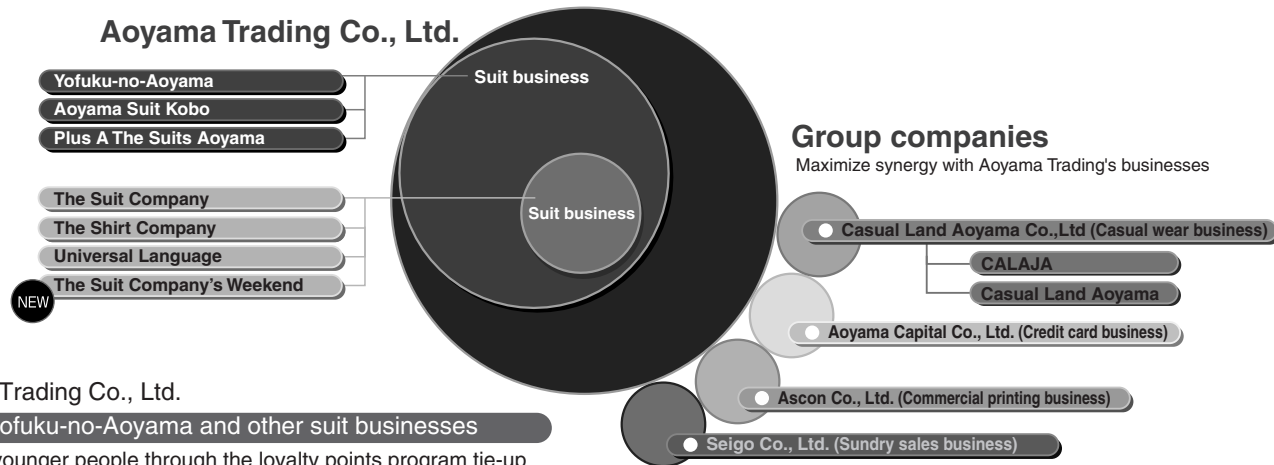 Aoyama Trading Co., Ltd.
Yofuku-no-Aoyama
Aoyama Suit Kobo
Plus A The Suits Aoyama
Suit business
The Suit Company
The Shirt Company
Universal Language
The Suit Company's Weekend
NEW
Suit business
Group companies
Maximize synergy with Aoyama Trading's businesses
Casual Land Aoyama Co.,Ltd (Casual wear business)
CALAJA
Casual Land Aoyama
Aoyama Capital Co., Ltd. (Credit card business)
Ascon Co., Ltd. (Commercial printing business)
Seigo Co., Ltd. (Sundry sales business)
Trading Co., Ltd.
ofuku-no-Aoyama and other suit businesses
younger people through the loyalty points program tie-up